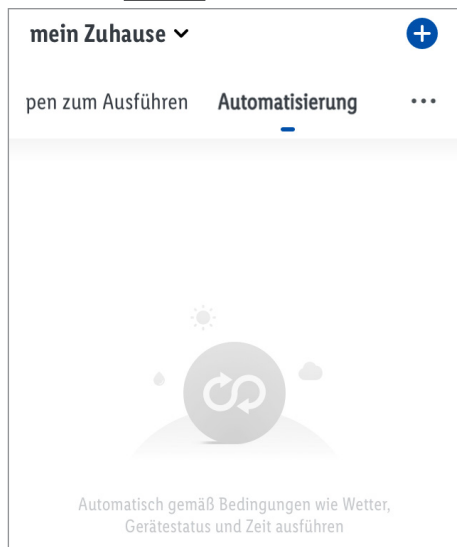 mein Zuhause
pen zum Ausführen Automatisierung
Automatisch gemäß Bedingungen wie Wetter,
Gerätestatus und Zeit ausführen